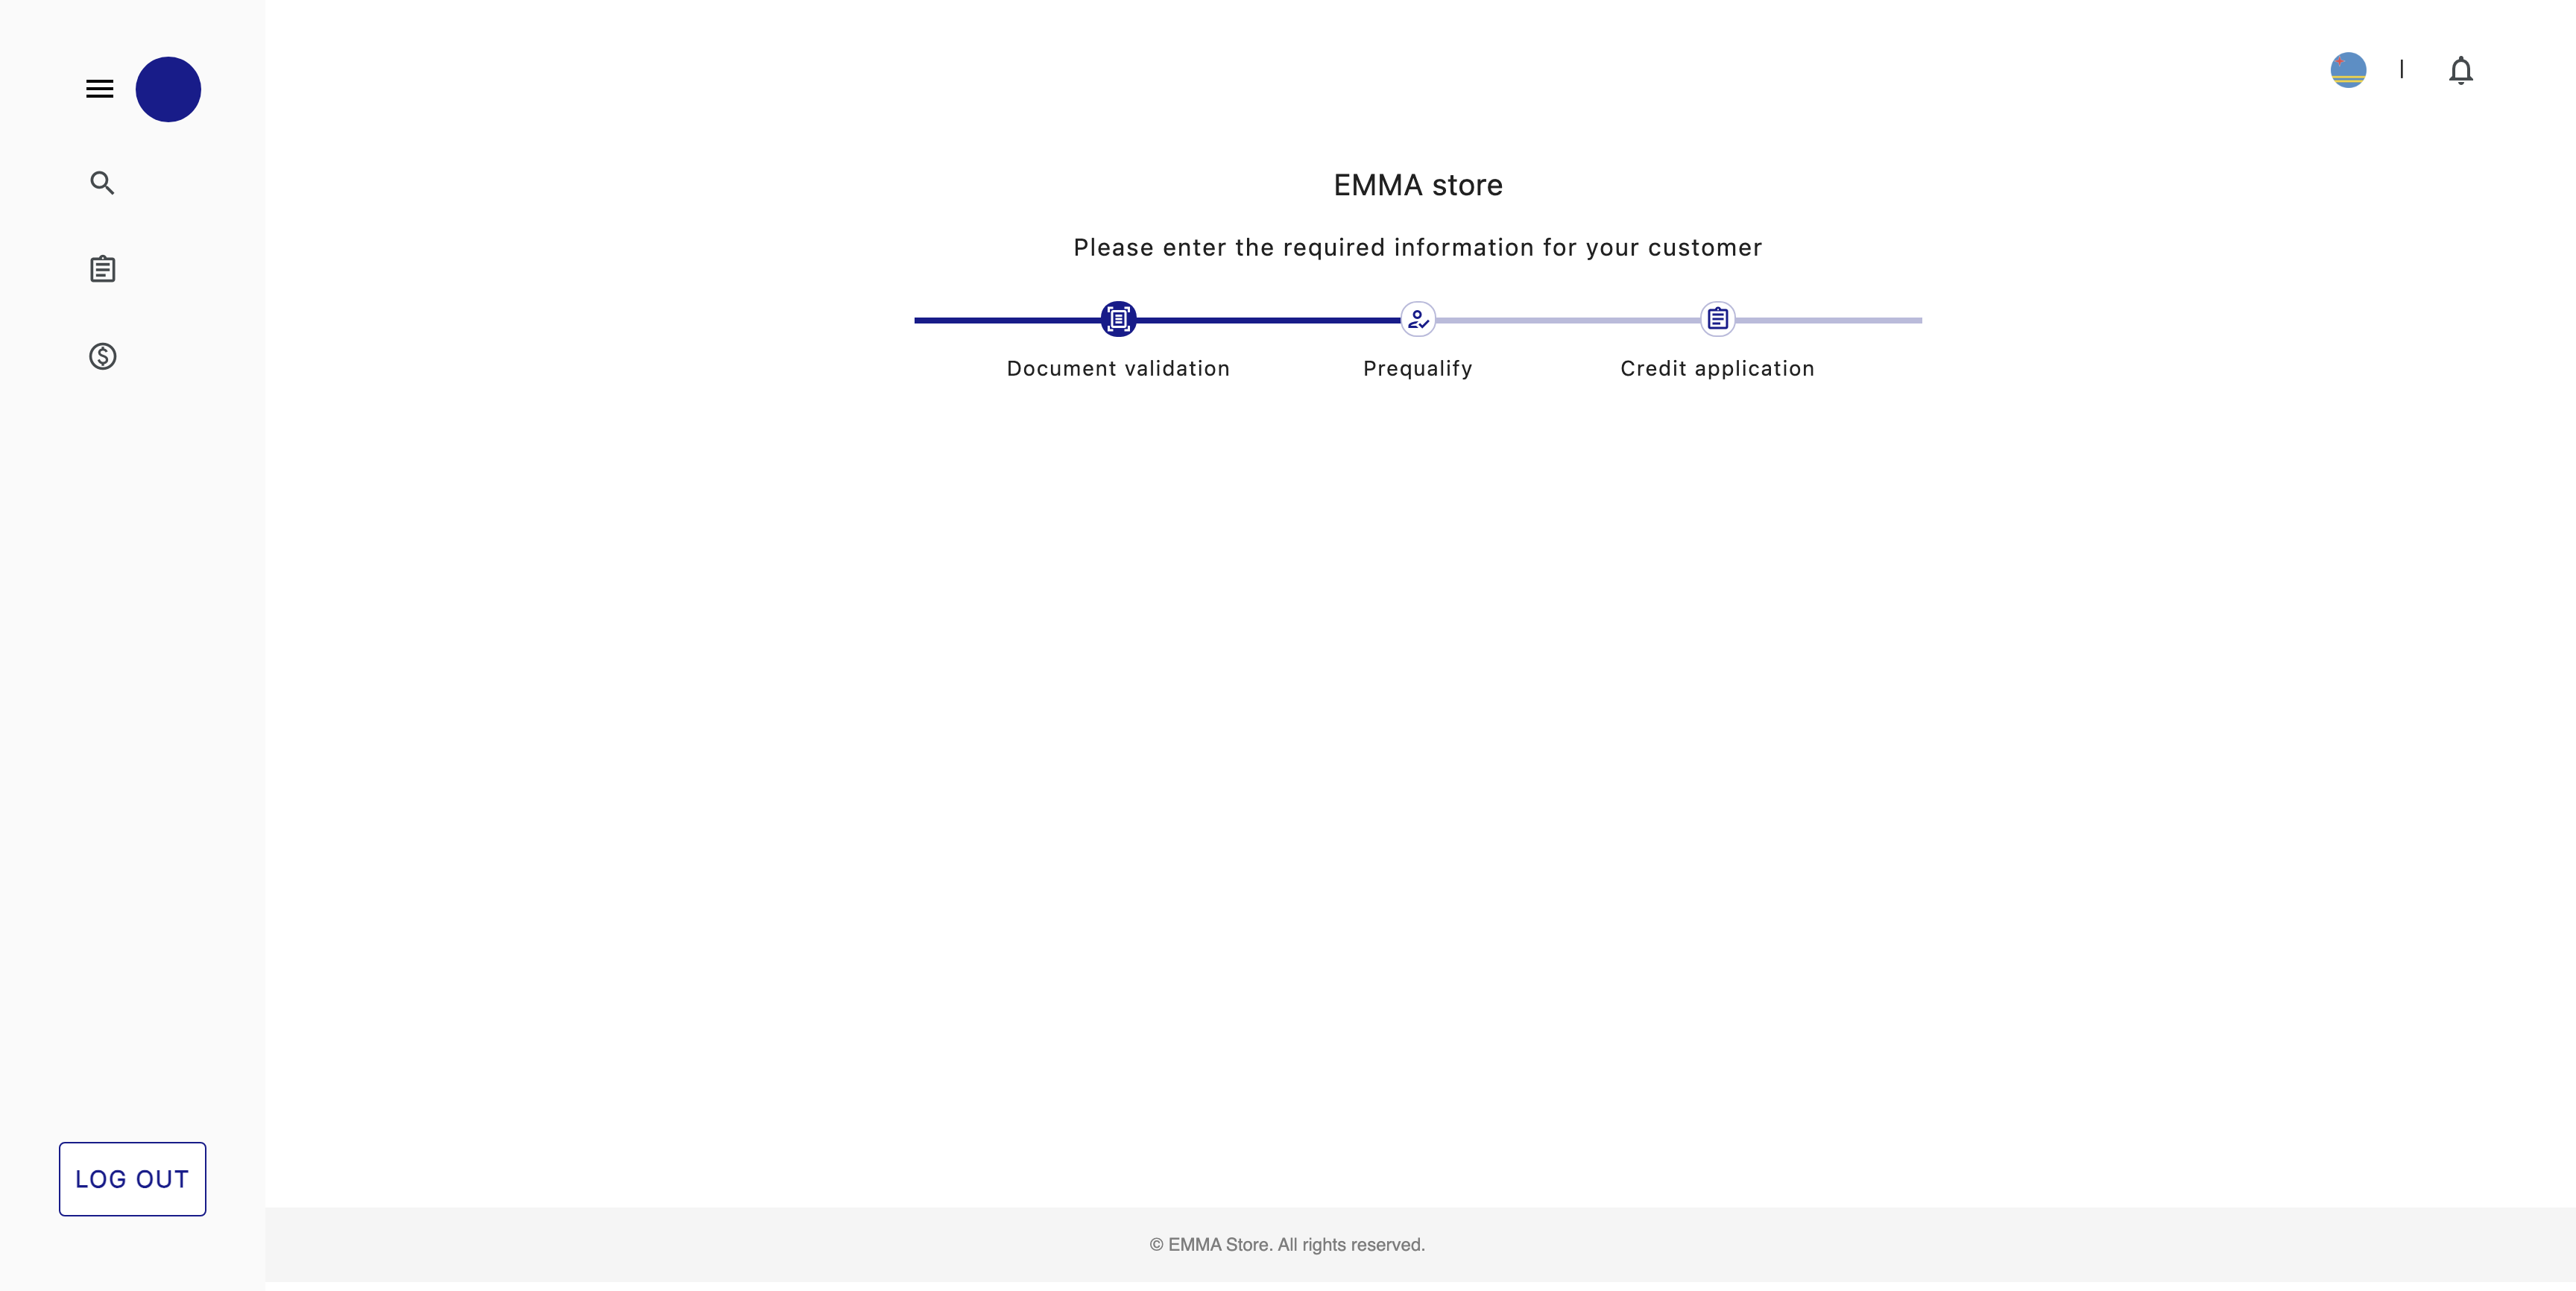 EMMA store
Please enter the required information for your customer
Document validation
Prequalify
Credit application
LOG OUT
© EMMA Store. All rights reserved.